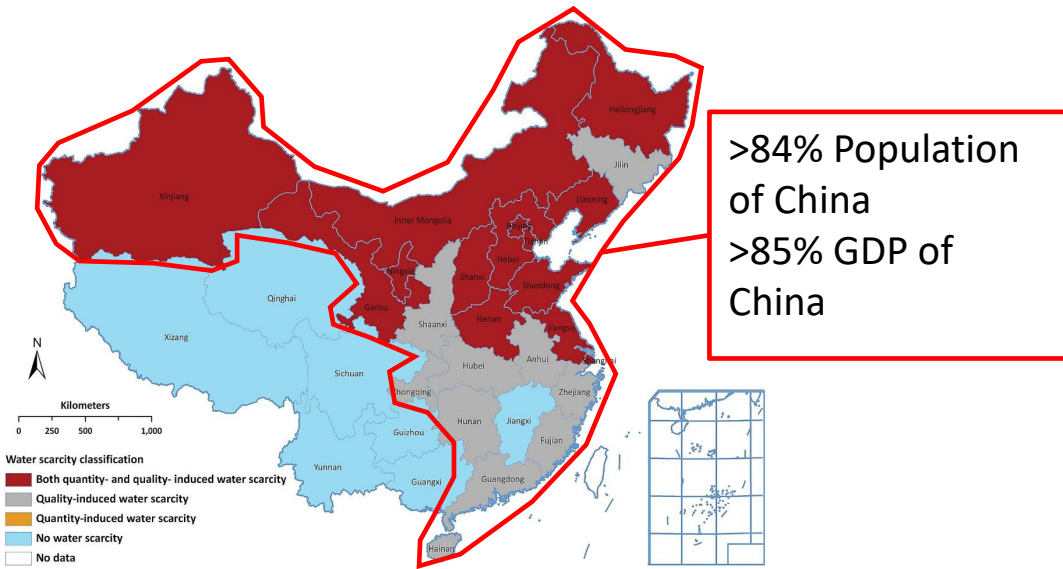 >84% Population
of China
>85% GDP of
China
Heilongjiang
Jilin
Xinjiang
Liaoning
Inner Mongolia
Beijing
Tianjin
Hebei
Ningxia
Shanxi
Shandong
Qinghai
Gansu
Henan
Jiangsu
Shaanxi
Xizang
Anhui
Shanghai
Hubei
Sichuan
Chongqing
Zhejiang
Hunan
Jiangxi
Guizhou
Fujian
Yunnan
Guangxi
Guangdong
Hainan
N
Kilometers
0 250 500 1,000
Water scarcity classification
Both quantity- and quality- induced water scarcity
Quality-induced water scarcity
Quantity-induced water scarcity
No water scarcity
No data